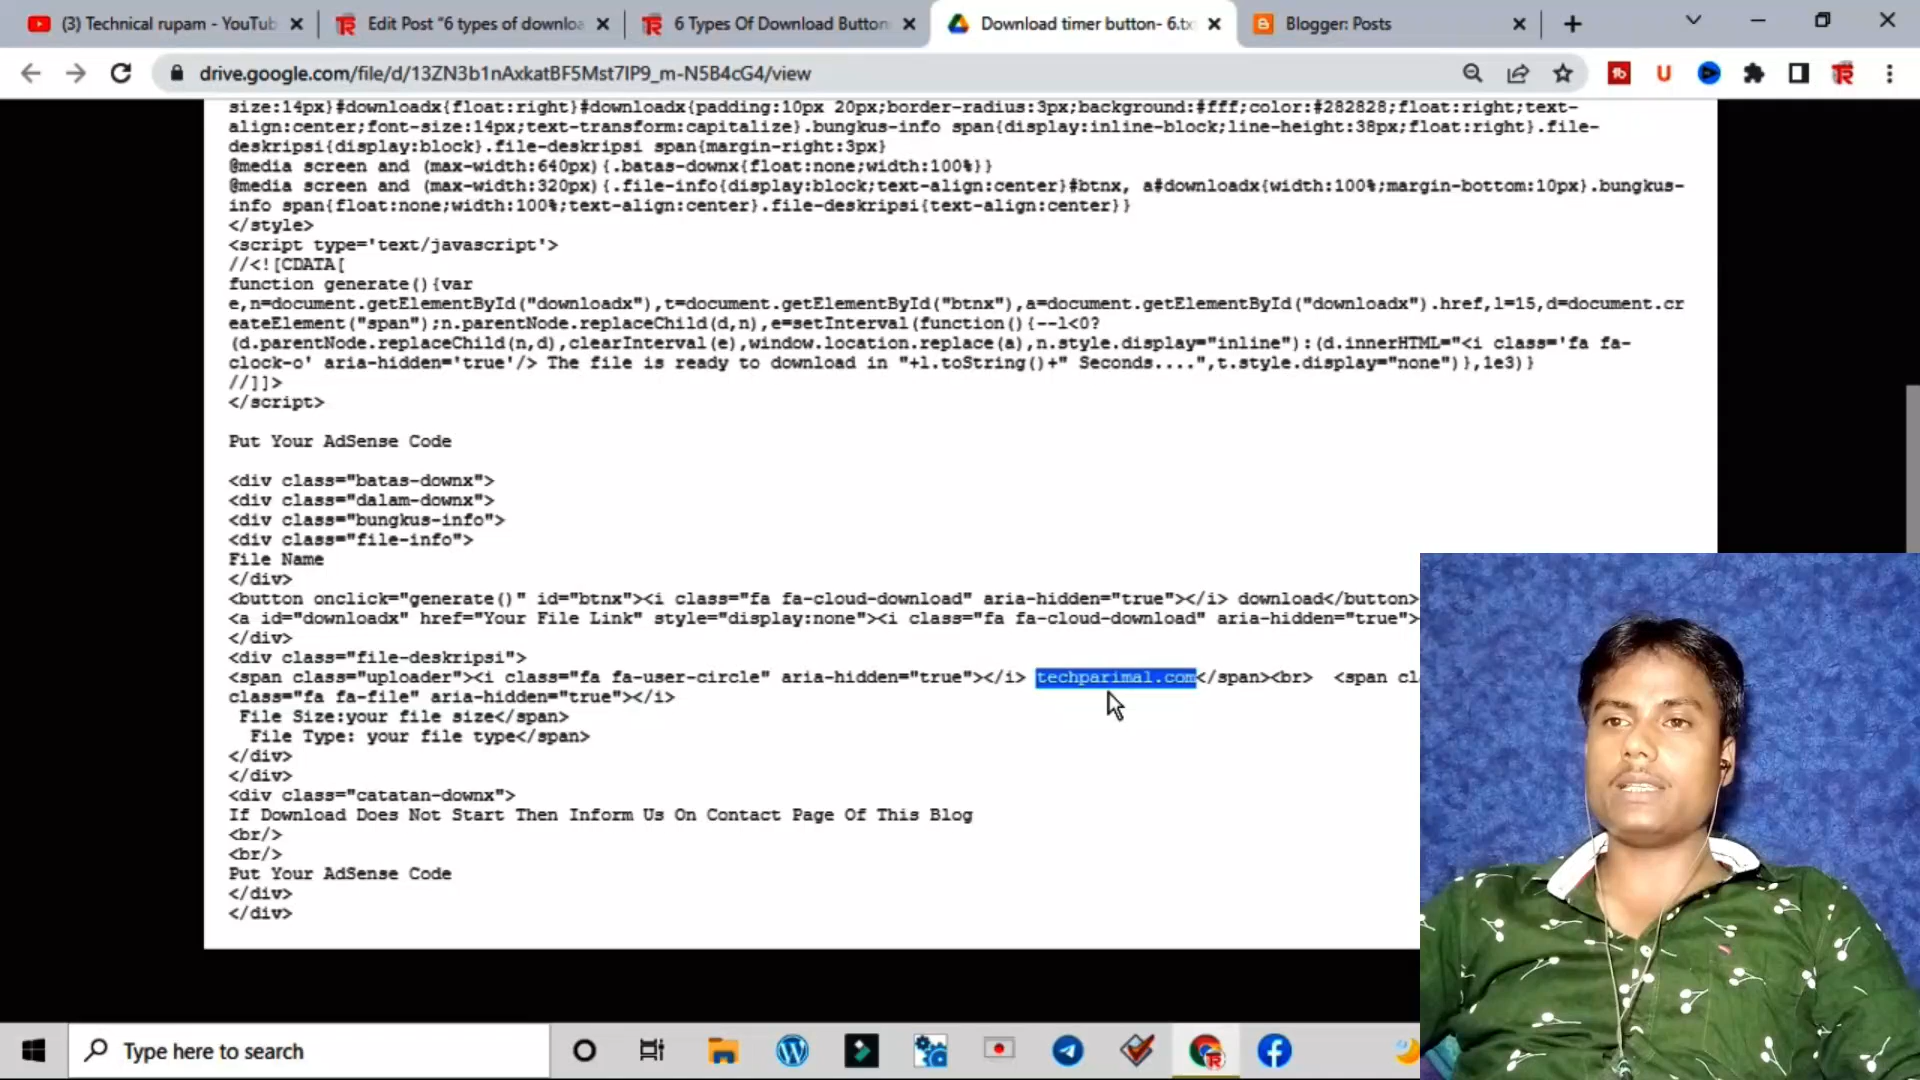 (3) Technical rupam - YouTub
Edit Post "6 types of downloa
6 Types Of Download Button
Download timer button- 6.tx
Blogger: Posts
drive.google.com/file/d/13ZN3b1nAxkatBF5Mst7IP9_m-N5B4cG4/view
size:14px}#downloadx{float:right}#downloadx{padding:10px 20px;border-radius:3px;background:#fff;color:#282828;float:right;text-
align:center;font-size:14px;text-transform:capitalize}.bungkus-info span{display:inline-block;line-height:38px;float:right}.file-
deskripsi{display:block}.file-deskripsi span{margin-right:3px}
@media screen and (max-width:640px){.batas-downx{float:none;width:100%}}
@media screen and (max-width:320px){.file-info{display:block;text-align:center}#btnx, a#downloadx{width:100%;margin-bottom:10px}.bungkus-
info span{float:none;width:100%;text-align:center}.file-deskripsi{text-align:center}}
</style>
<script type='text/javascript'>
//<![CDATA[
function generate(){var
e,n=document.getElementById("downloadx"),t=document.getElementById("btnx"),a=document.getElementById("downloadx").href,l=15,d=document.cr
eateElement("span");n.parentNode.replaceChild(d,n),e=setInterval(function(){--l<0?
(d.parentNode.replaceChild(n,d),clearInterval(e),window.location.replace(a),n.style.display="inline"):(d.innerHTML="<i class='fa fa-
clock-o' aria-hidden='true'/> The file is ready to download in "+l.toString()+" Seconds....",t.style.display="none")},1e3)}
//]]>
</script>
Put Your AdSense Code
<div class="batas-downx">
<div class="dalam-downx">
<div class="bungkus-info">
<div class="file-info">
File Name
</div>
<button onclick="generate()" id="btnx"><i class="fa fa-cloud-download" aria-hidden="true"></i> download</button>
<a id="downloadx" href="Your File Link" style="display:none"><i class="fa fa-cloud-download" aria-hidden="true">
</div>
<div class="file-deskripsi">
<span class="uploader"><i class="fa fa-user-circle" aria-hidden="true"></i> techparimal.com</span><br> <span cl
class="fa fa-file" aria-hidden="true"></i>
File Size:your file size</span>
File Type: your file type</span>
</div>
</div>
<div class="catatan-downx">
If Download Does Not Start Then Inform Us On Contact Page Of This Blog
<br/>
<br/>
Put Your AdSense Code
</div>
</div>
Type here to search